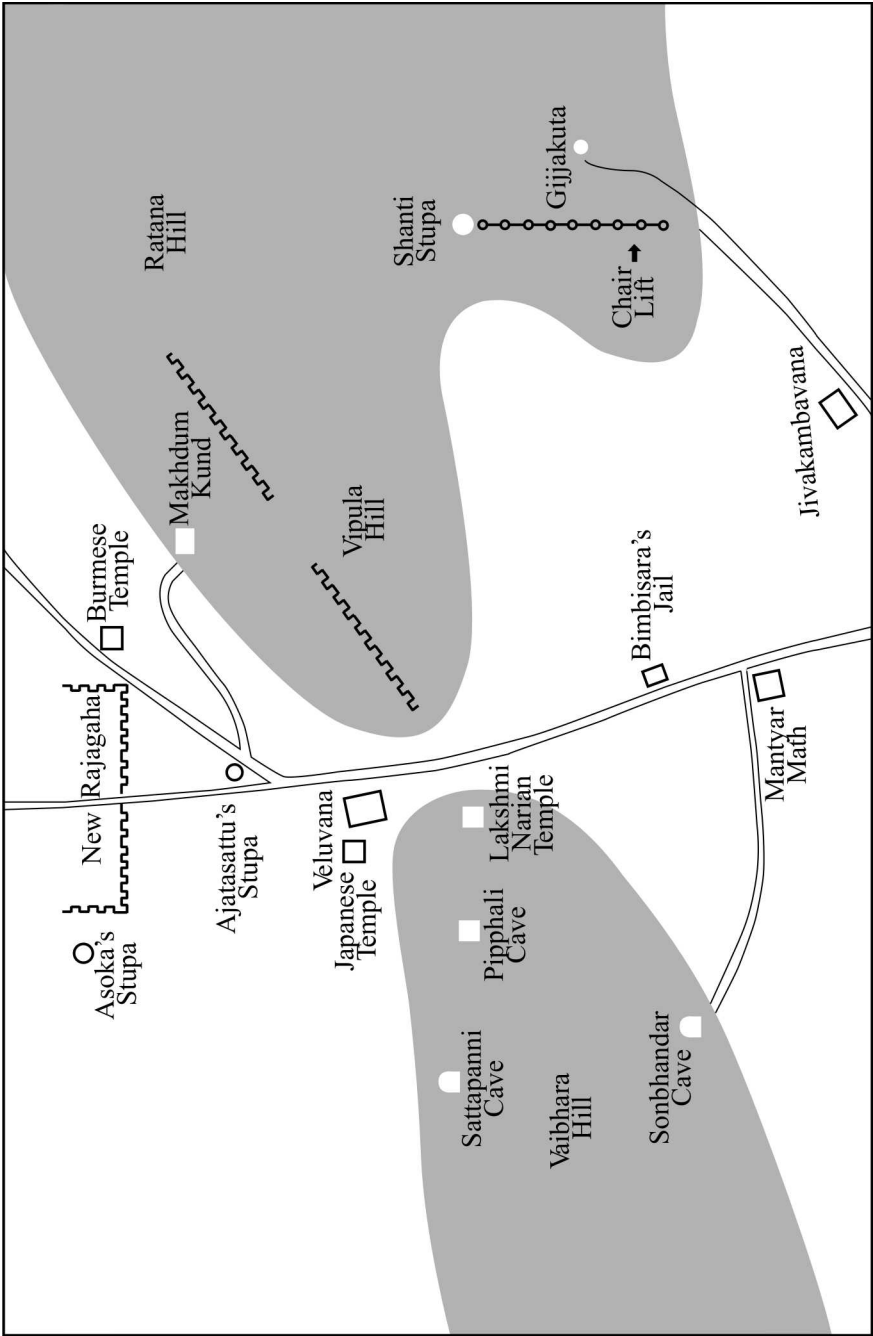 Asoka's
Stupa
New Rajagaha
Burmese
Temple
Ajatasattu's
Stupa
Makhdum
Kund
Ratana
Hill
Japanese
Temple
Veluvana
Vipula
Hill
Shanti
Stupa
Sattapanni
Cave
Pipphali
Cave
Lakshmi
Narian
Temple
Gijjakuta
Vaibhara
Hill
Chair
Lift
Sonbhandar
Cave
Bimbisara's
Jail
Mantyar
Math
Jivakambavana